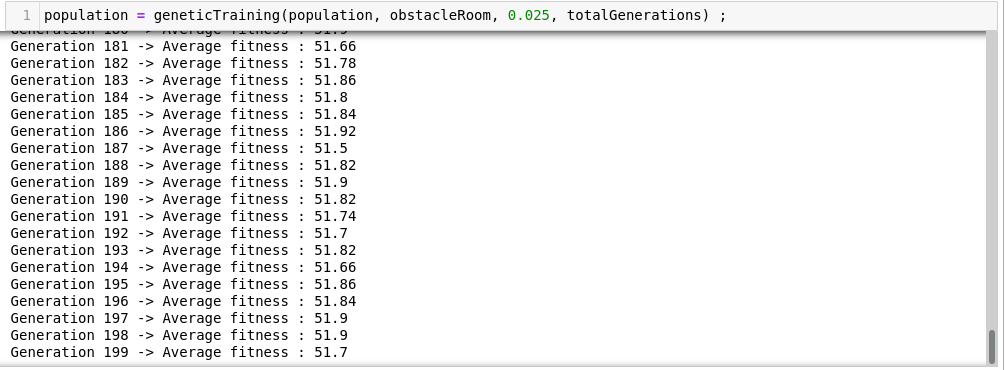 1 population = geneticTraining(population, obstacleRoom, 0.025, totalGenerations) ;
Generation 181 -> Average fitness : 51.66
Generation 182 -> Average fitness : 51.78
Generation 183 -> Average fitness : 51.86
Generation 184 -> Average fitness : 51.8
Generation 185 -> Average fitness : 51.84
Generation 186 -> Average fitness : 51.92
Generation 187 -> Average fitness : 51.5
Generation 188 -> Average fitness : 51.82
Generation 189 -> Average fitness : 51.9
Generation 190 -> Average fitness : 51.82
Generation 191 -> Average fitness : 51.74
Generation 192 -> Average fitness : 51.7
Generation 193 -> Average fitness : 51.82
Generation 194 -> Average fitness : 51.66
Generation 195 -> Average fitness : 51.86
Generation 196 -> Average fitness : 51.84
Generation 197 -> Average fitness : 51.9
Generation 198 -> Average fitness : 51.9
Generation 199 -> Average fitness : 51.7